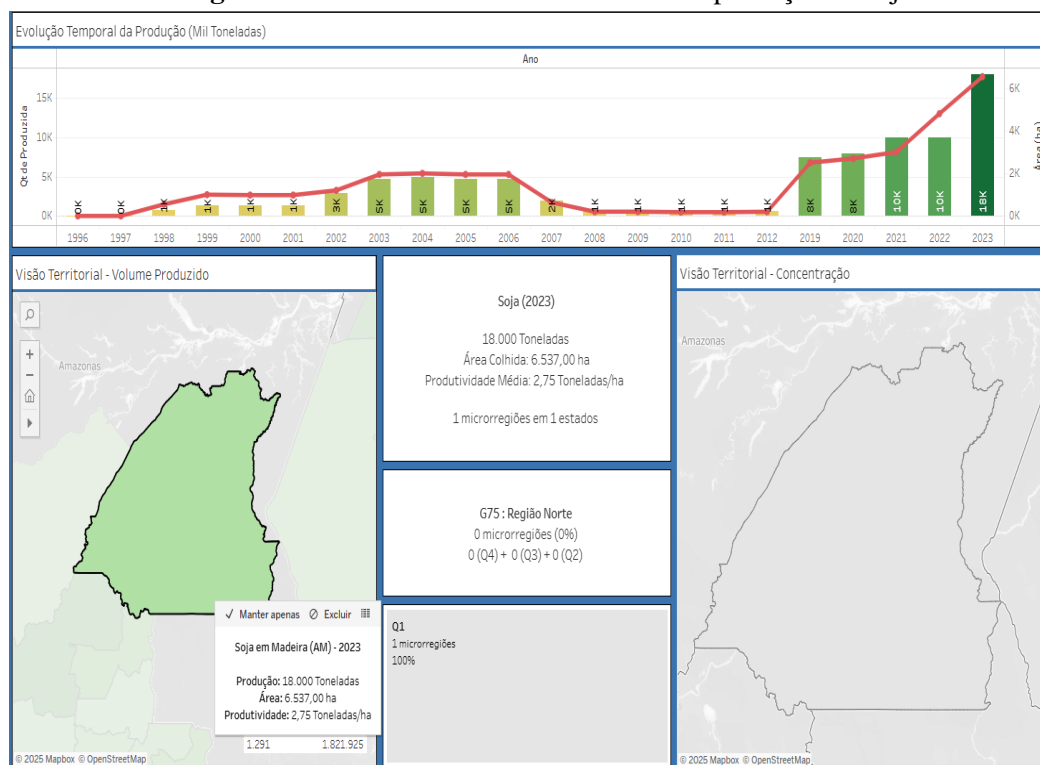 Evolução Temporal da Produção (Mil Toneladas)
Ano
Qt de Produzida
15K
10K
5K
0K
0K 0K 1K 1K 1K 1K 3K 5K 5K 5K 5K 2K 1K 1K 1K 1K 1K 8K 8K 10K 10K 18K
6K
4K
2K
0K
Área (ha)
1996 1997 1998 1999 2000 2001 2002 2003 2004 2005 2006 2007 2008 2009 2010 2011 2012 2019 2020 2021 2022 2023
Visão Territorial - Volume Produzido
Amazonas
✓ Manter apenas Excluir
Soja em Madeira (AM) - 2023
Produção: 18.000 Toneladas
Área: 6.537,00 ha
Produtividade: 2,75 Toneladas/ha
1.291 1.821.925
© 2025 Mapbox © OpenStreetMap
Soja (2023)
18.000 Toneladas
Área Colhida: 6.537,00 ha
Produtividade Média: 2,75 Toneladas/ha
1 microrregiões em 1 estados
G75 : Região Norte
0 microrregiões (0%)
0 (Q4) + 0 (Q3) + 0 (Q2)
Q1
1 microrregiões
100%
Visão Territorial - Concentração
Amazonas
© 2025 Mapbox © OpenStreetMap